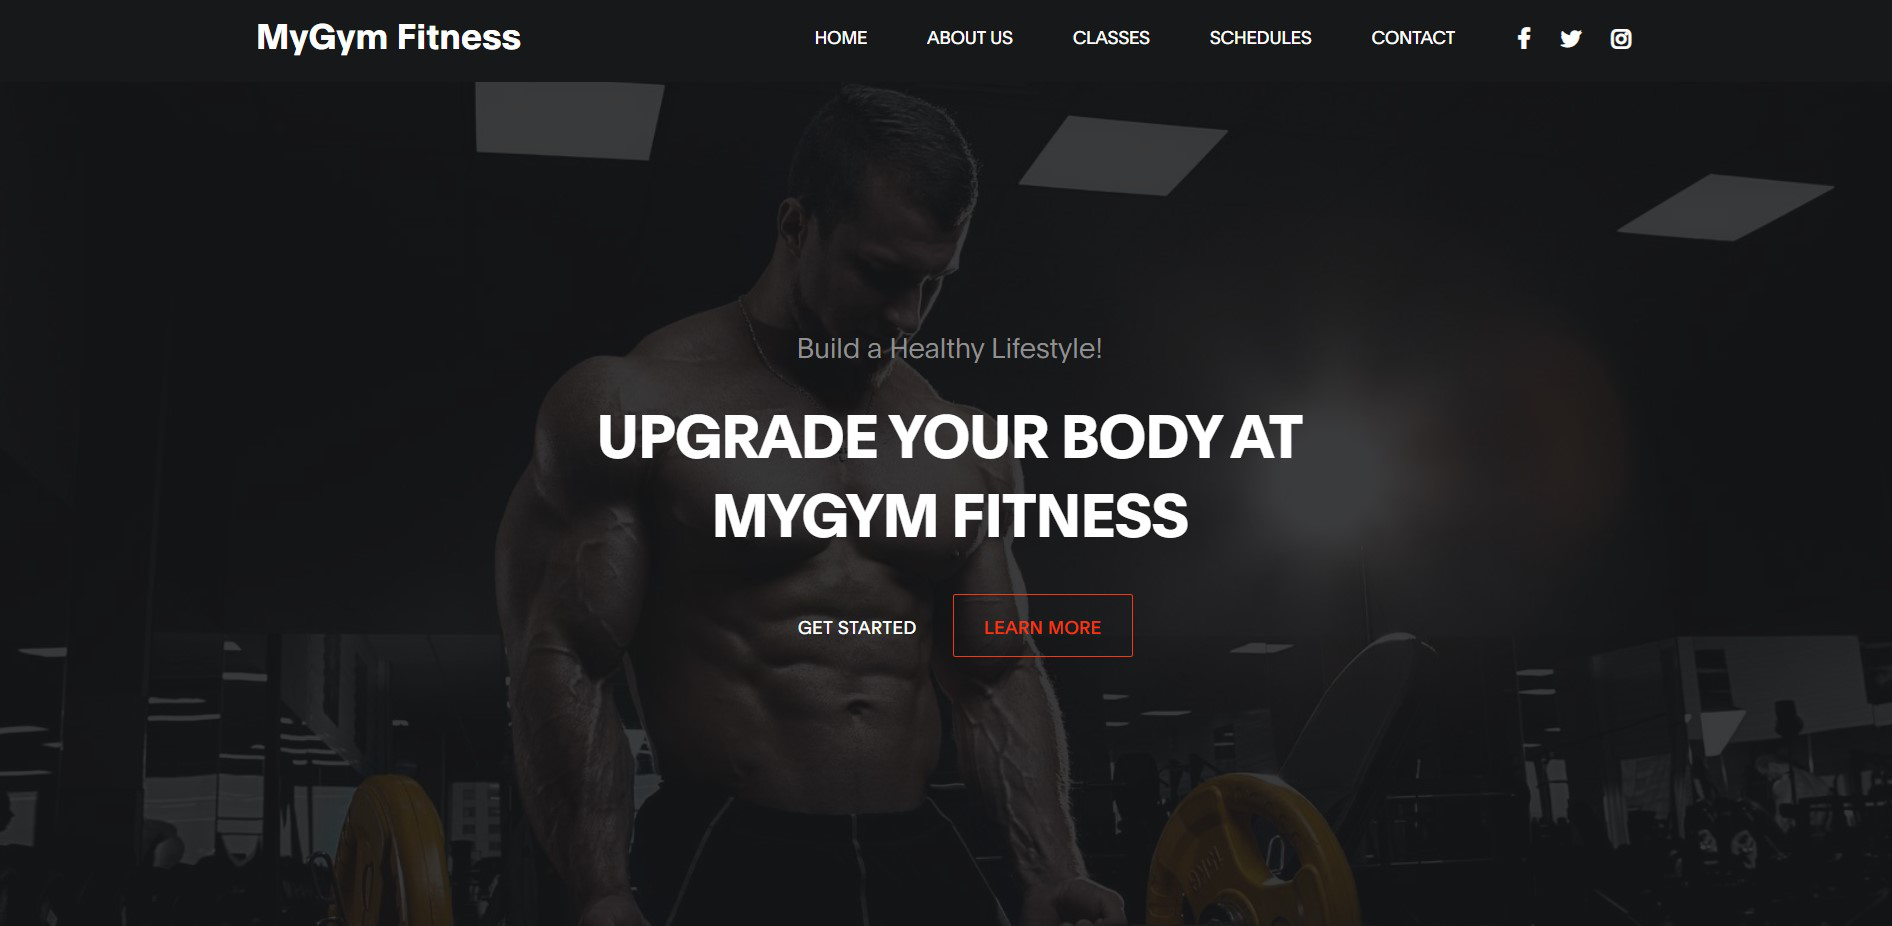 MyGym Fitness
HOME
ABOUT US
CLASSES
SCHEDULES
CONTACT
Build a Healthy Lifestyle!
UPGRADE YOUR BODY AT
MYGYM FITNESS
GET STARTED
LEARN MORE